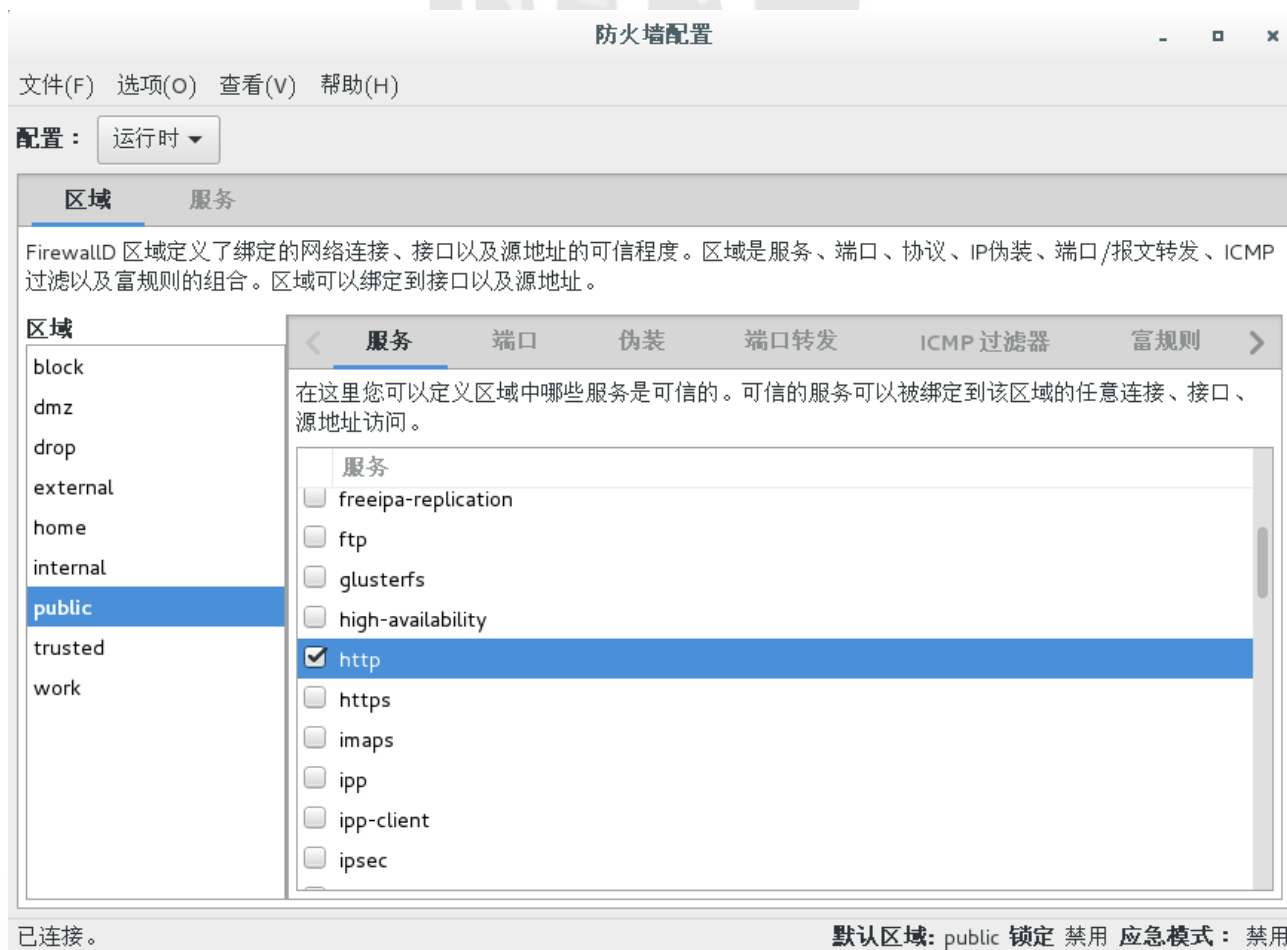 防火墙配置
文件(F) 选项(O) 查看(V) 帮助(H)
配置： 运行时
区域 服务
FirewallD 区域定义了绑定的网络连接、接口以及源地址的可信程度。区域是服务、端口、协议、IP伪装、端口/报文转发、ICMP
过滤以及富规则的组合。区域可以绑定到接口以及源地址。
区域
block
dmz
drop
external
home
internal
public
trusted
work
服务 端口 伪装 端口转发 ICMP 过滤器 富规则
在这里您可以定义区域中哪些服务是可信的。可信的服务可以被绑定到该区域的任意连接、接口、
源地址访问。
服务
freeipa-replication
ftp
glusterfs
high-availability
http
https
imaps
ipp
ipp-client
ipsec
已连接。
默认区域: public 锁定 禁用 应急模式： 禁用